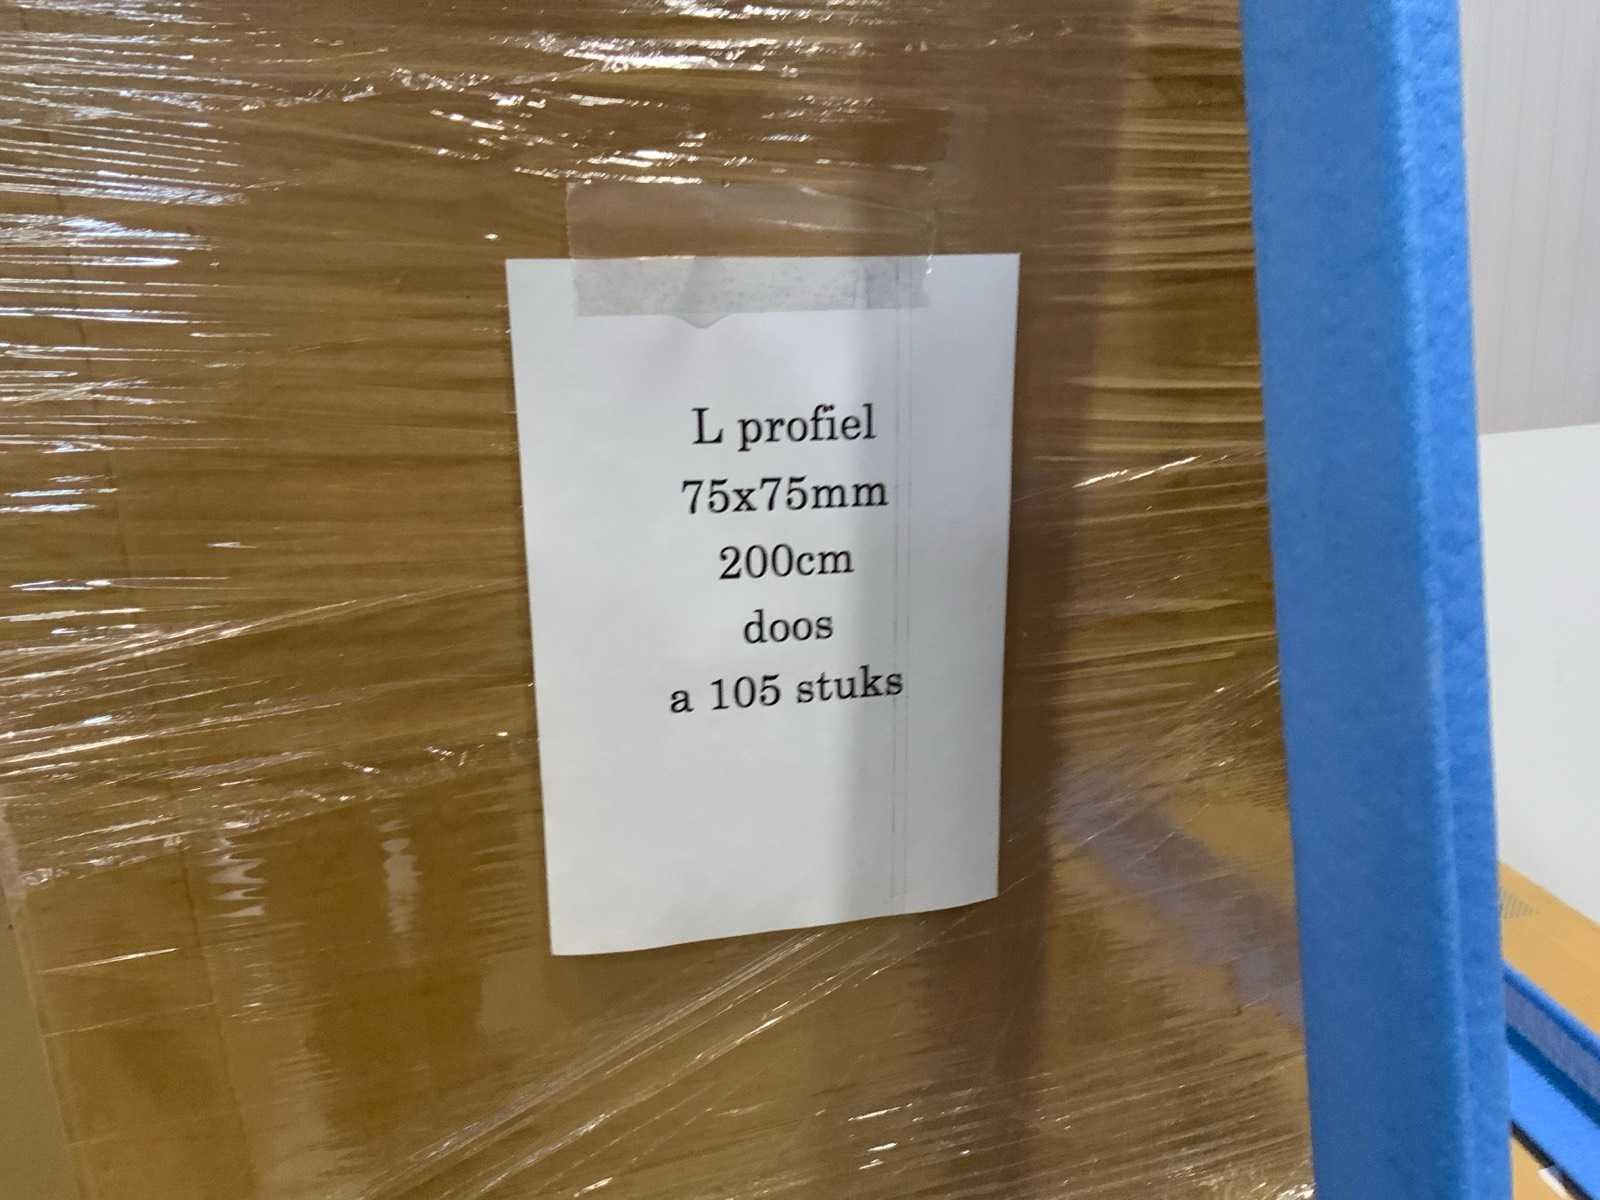 L profiel
75x75mm
200cm
doos
a 105 stuks